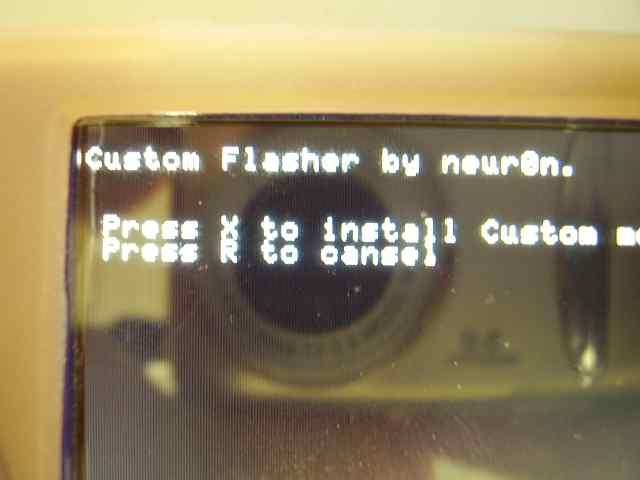 Custom Flasher by neur0n.
Press X to install Custom
Press R to cansel